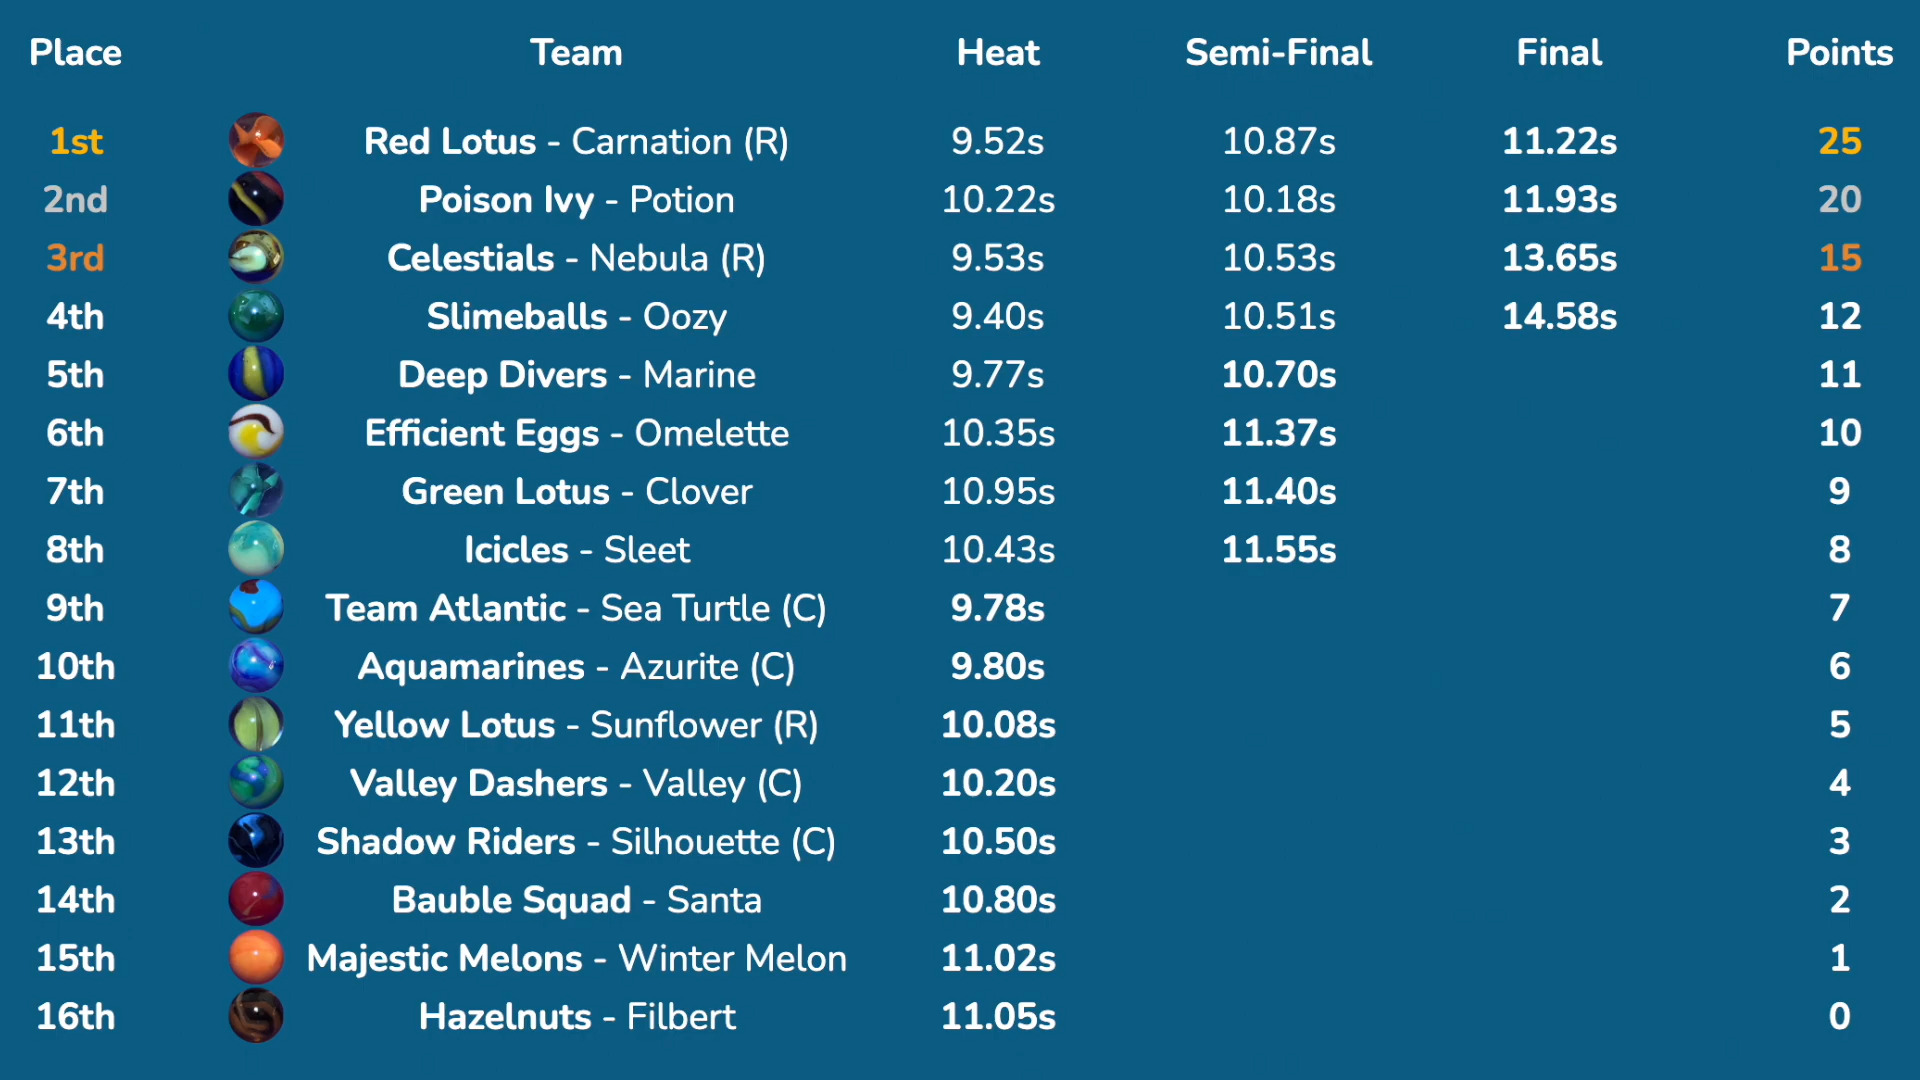 Place Team Heat Semi-Final Final Points
1st Red Lotus - Carnation (R) 9.52s 10.87s 11.22s 25
2nd Poison Ivy - Potion 10.22s 10.18s 11.93s 20
3rd Celestials - Nebula (R) 9.53s 10.53s 13.65s 15
4th Slimeballs - Oozy 9.40s 10.51s 14.58s 12
5th Deep Divers - Marine 9.77s 10.70s 11
6th Efficient Eggs - Omelette 10.35s 11.37s 10
7th Green Lotus - Clover 10.95s 11.40s 9
8th Icicles - Sleet 10.43s 11.55s 8
9th Team Atlantic - Sea Turtle (C) 9.78s 7
10th Aquamarines - Azurite (C) 9.80s 6
11th Yellow Lotus - Sunflower (R) 10.08s 5
12th Valley Dashers - Valley (C) 10.20s 4
13th Shadow Riders - Silhouette (C) 10.50s 3
14th Bauble Squad - Santa 10.80s 2
15th Majestic Melons - Winter Melon 11.02s 1
16th Hazelnuts - Filbert 11.05s 0